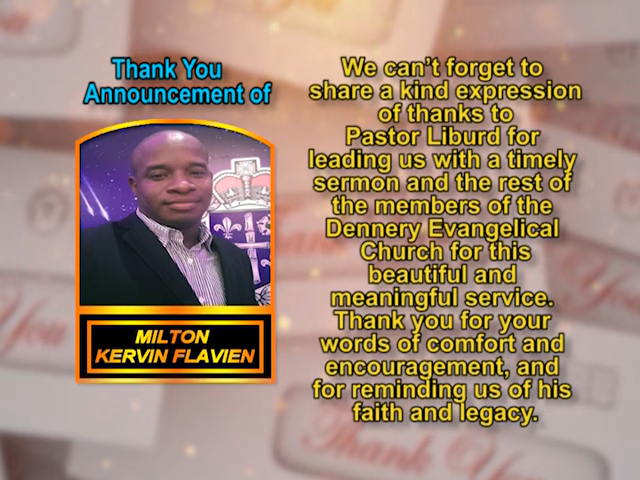 Thank You
Announcement of
MILTON
KERVIN FLAVIEN
We can't forget to
share a kind expression
of thanks to
Pastor Liburd for
leading us with a timely
sermon and the rest of
the members of the
Dennery Evangelical
Church for this
beautiful and
meaningful service.
Thank you for your
words of comfort and
encouragement, and
for reminding us of his
faith and legacy.
Thank You